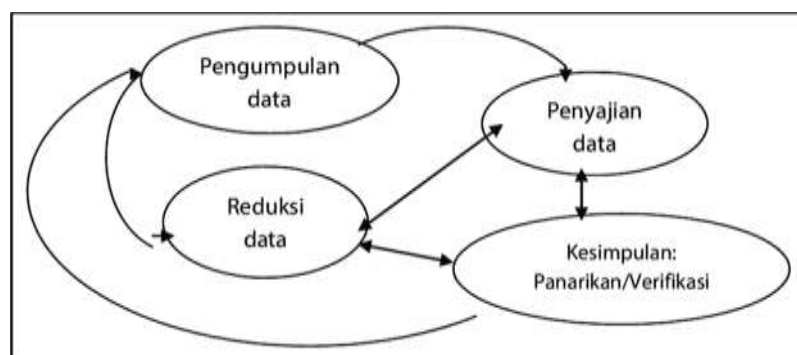 Pengumpulan
data
Penyajian
data
Reduksi
data
Kesimpulan:
Panarikan/Verifikasi